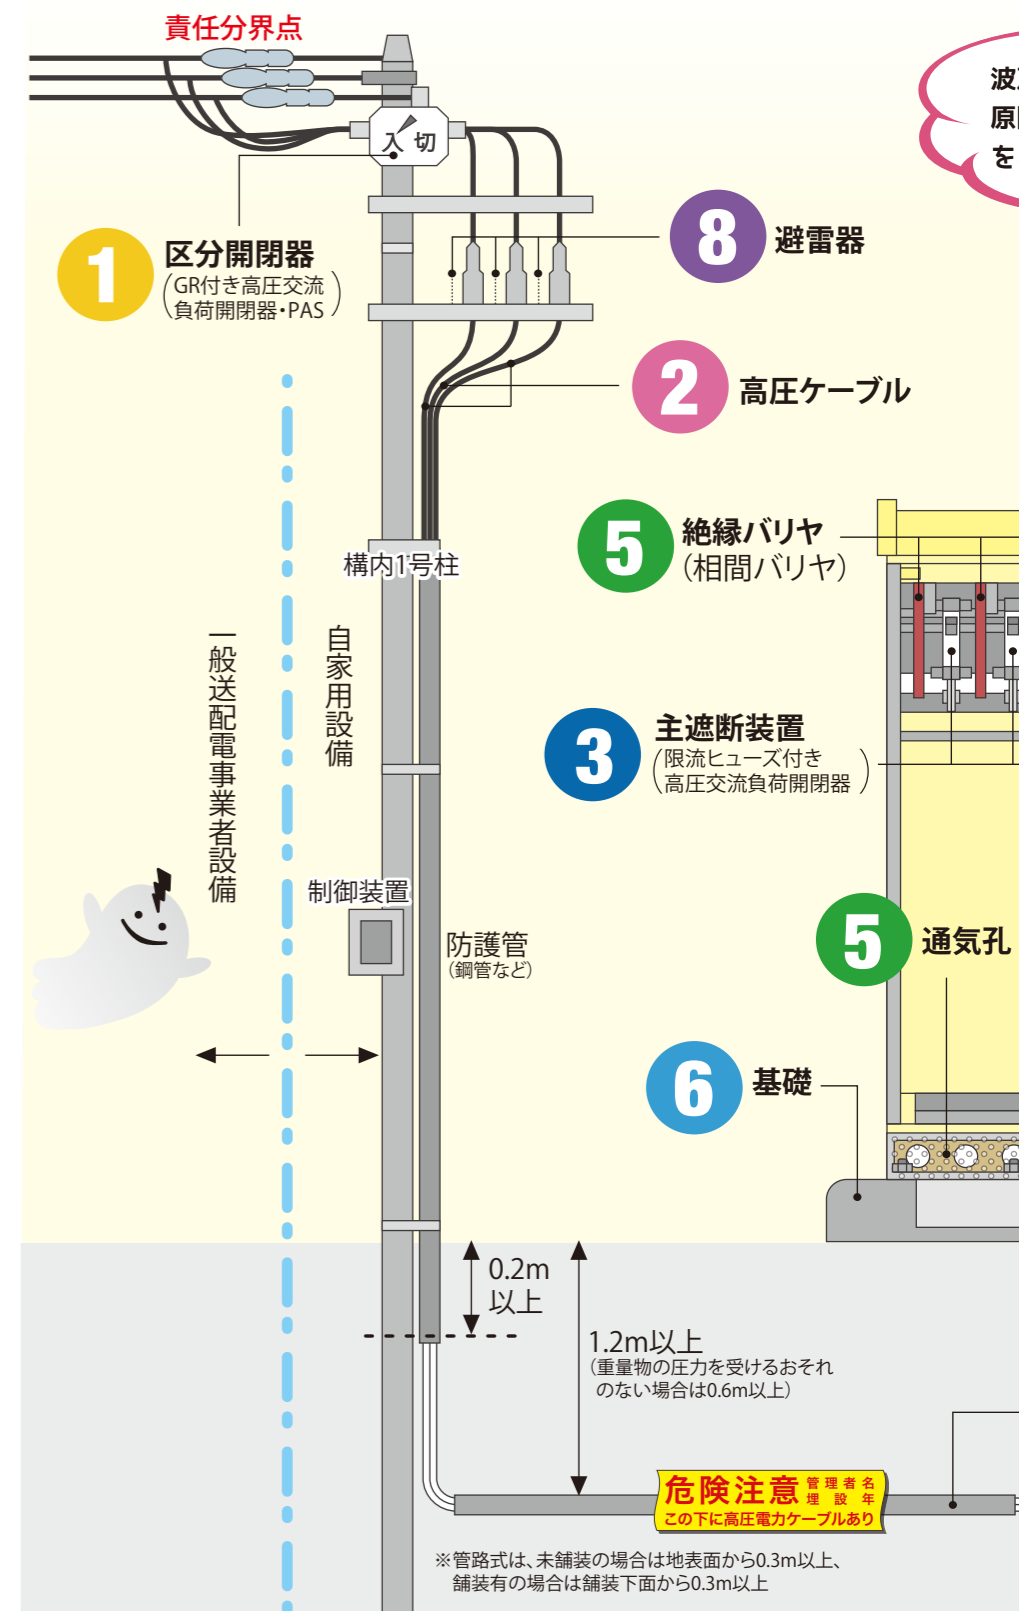 責任分界点
入 切
1
区分開閉器
(GR付き高圧交流
負荷開閉器・PAS)
8
避雷器
2
高圧ケーブル
波
原
を
構内1号柱
5
絶縁バリヤ
(相間バリヤ)
一般送配電事業者設備
自家用設備
3
主遮断装置
(限流ヒューズ付き
高圧交流負荷開閉器)
制御装置
防護管
(鋼管など)
5
通気孔
6
基礎
0.2m
以上
1.2m以上
(重量物の圧力を受けるおそれ
のない場合は0.6m以上)
危険注意 管理者名
埋設年
この下に高圧電力ケーブルあり
※管路式は、未舗装の場合は地表面から0.3m以上、
舗装有の場合は舗装下面から0.3m以上